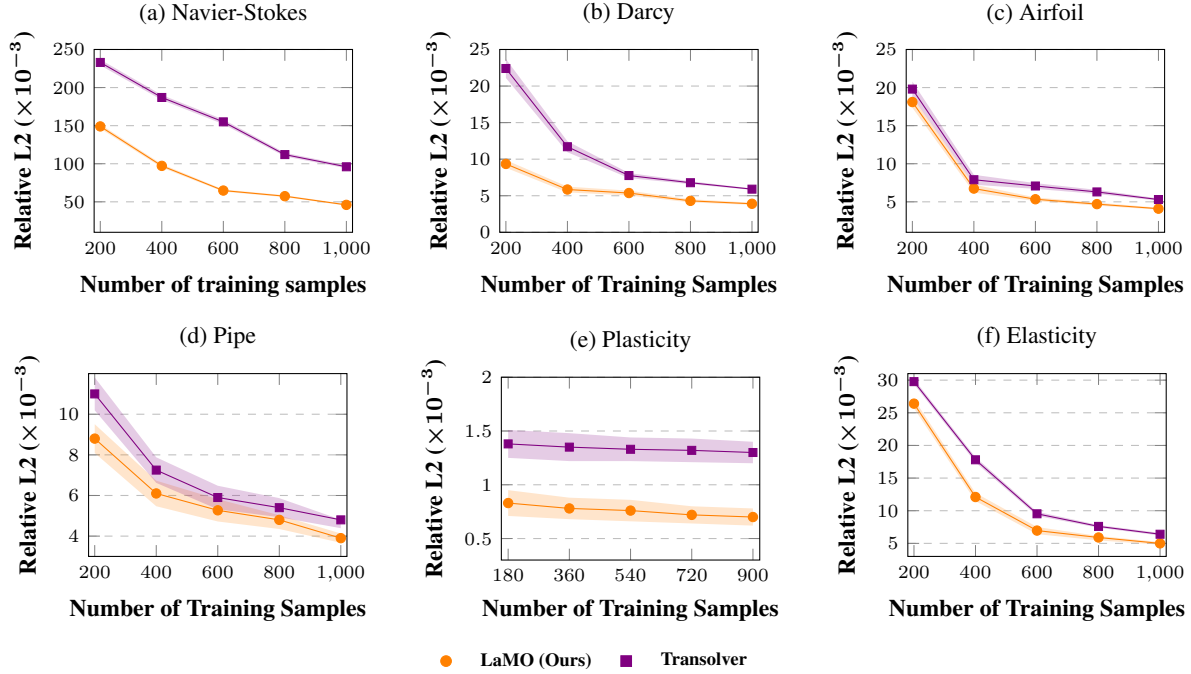 (a) Navier-Stokes
Relative L2 (×10⁻³)
250
200
150
100
50
200 400 600 800 1,000
Number of training samples
(b) Darcy
Relative L2 (×10⁻³)
25
20
15
10
5
0
200 400 600 800 1,000
Number of Training Samples
(c) Airfoil
Relative L2 (×10⁻³)
25
20
15
10
5
200 400 600 800 1,000
Number of Training Samples
(d) Pipe
Relative L2 (×10⁻³)
10
8
6
4
200 400 600 800 1,000
Number of Training Samples
(e) Plasticity
Relative L2 (×10⁻³)
2
1.5
1
0.5
180 360 540 720 900
Number of Training Samples
(f) Elasticity
Relative L2 (×10⁻³)
30
25
20
15
10
5
200 400 600 800 1,000
Number of Training Samples
LaMO (Ours) Transolver